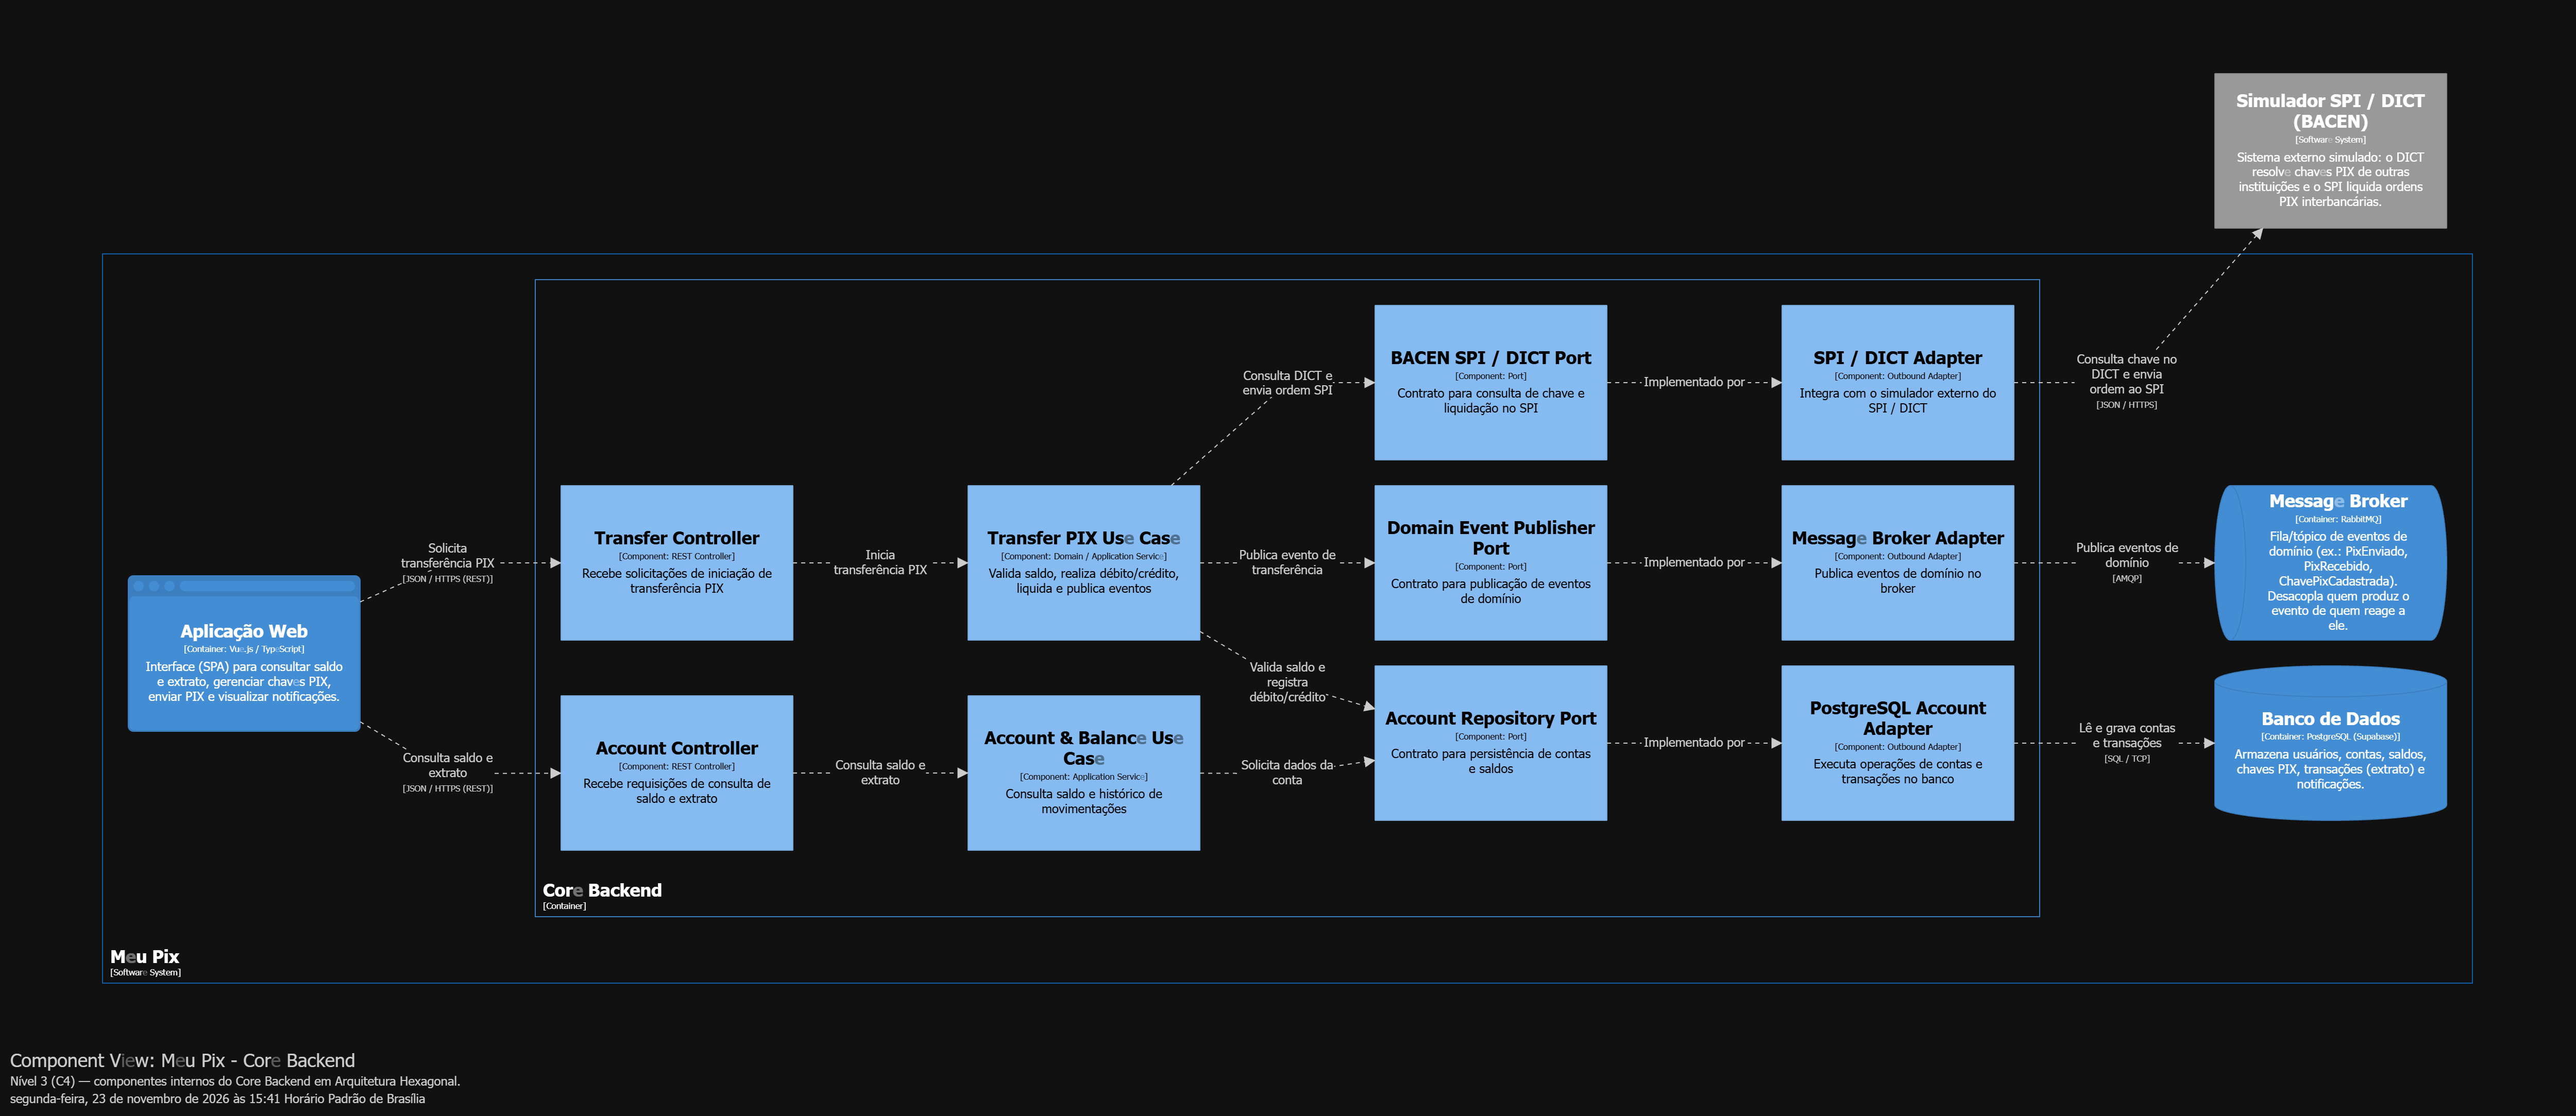 Simulador SPI / DICT
(BACEN)
[Software System]
Sistema externo simulado: o DICT
resolve chaves PIX de outras
instituições e o SPI liquida ordens
PIX interbancárias.
BACEN SPI / DICT Port
[Component: Port]
Contrato para consulta de chave e
liquidação no SPI
SPI / DICT Adapter
[Component: Outbound Adapter]
Integra com o simulador externo do
SPI / DICT
Consulta DICT e
envia ordem SPI
Implementado por
Consulta chave no
DICT e envia
ordem ao SPI
[JSON / HTTPS]
Solicita
transferência PIX
[JSON / HTTPS (REST)]
Transfer Controller
[Component: REST Controller]
Recebe solicitações de iniciação de
transferência PIX
Inicia
transferência PIX
Transfer PIX Use Case
[Component: Domain / Application Service]
Valida saldo, realiza débito/crédito,
liquida e publica eventos
Publica evento de
transferência
Domain Event Publisher
Port
[Component: Port]
Contrato para publicação de eventos
de domínio
Implementado por
Message Broker Adapter
[Component: Outbound Adapter]
Publica eventos de domínio no
broker
Publica eventos de
domínio
[AMQP]
Message Broker
[Container: RabbitMQ]
Fila/tópico de eventos de
domínio (ex.: PixEnviado,
PixRecebido,
ChavePixCadastrada).
Desacopla quem produz o
evento de quem reage a
ele.
Aplicação Web
[Container: Vue.js / TypeScript]
Interface (SPA) para consultar saldo
e extrato, gerenciar chaves PIX,
enviar PIX e visualizar notificações.
Valida saldo e
registra
débito/crédito
Consulta saldo e
extrato
[JSON / HTTPS (REST)]
Account Controller
[Component: REST Controller]
Recebe requisições de consulta de
saldo e extrato
Consulta saldo e
extrato
Account & Balance Use
Case
[Component: Application Service]
Consulta saldo e histórico de
movimentações
Solicita dados da
conta
Account Repository Port
[Component: Port]
Contrato para persistência de contas
e saldos
Implementado por
PostgreSQL Account
Adapter
[Component: Outbound Adapter]
Executa operações de contas e
transações no banco
Lê e grava contas
e transações
[SQL / TCP]
Banco de Dados
[Container: PostgreSQL (Supabase)]
Armazena usuários, contas, saldos,
chaves PIX, transações (extrato) e
notificações.
Core Backend
[Container]
Meu Pix
[Software System]
Component View: Meu Pix - Core Backend
Nível 3 (C4) — componentes internos do Core Backend em Arquitetura Hexagonal.
segunda-feira, 23 de novembro de 2026 às 15:41 Horário Padrão de Brasília